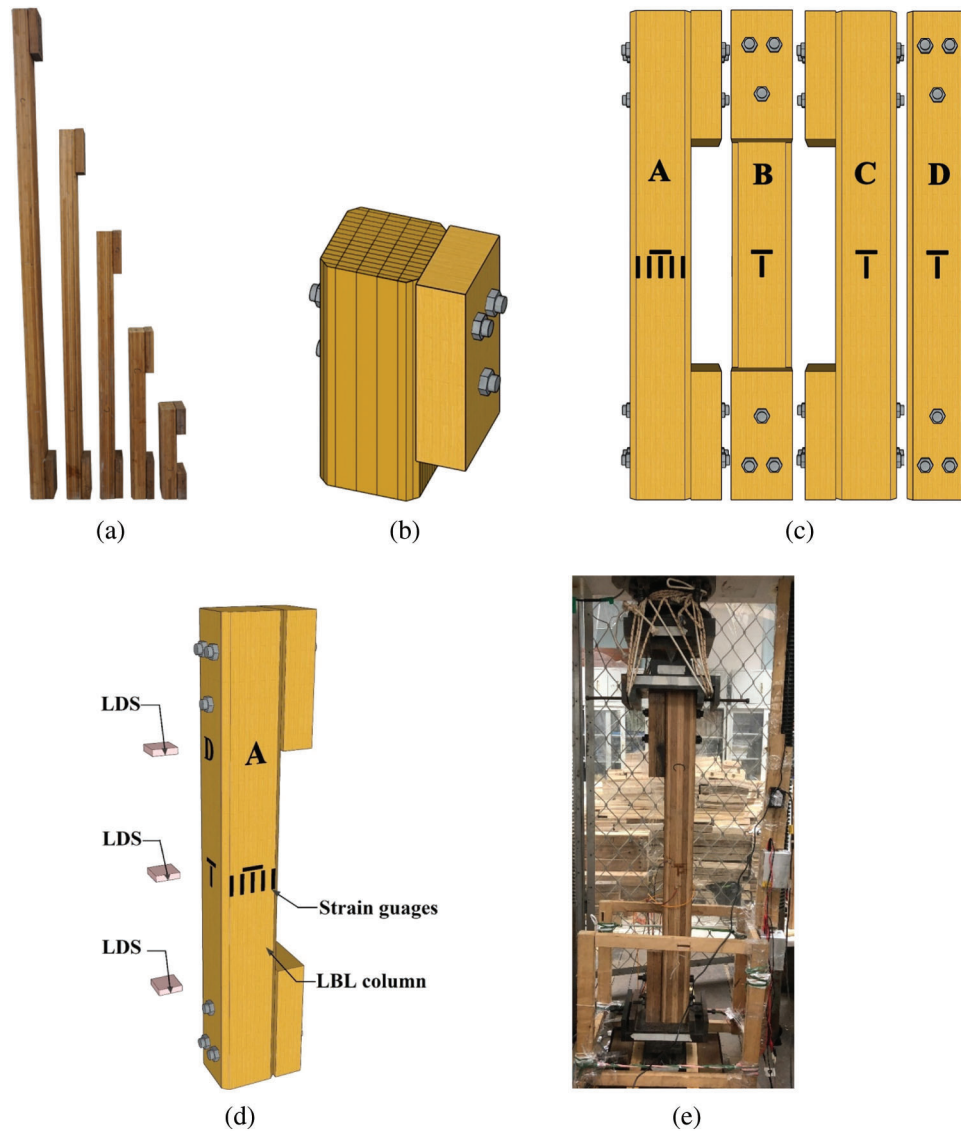 (a)
(b)
A B C D
(c)
LDS
D A
LDS
LDS
Strain guages
LBL column
(d)
(e)